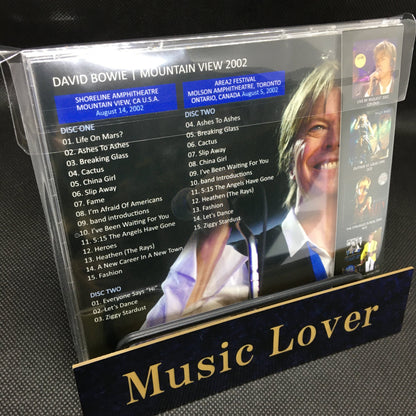 DAVID BOWIE | MOUNTAIN VIEW 2002
SHORELINE AMPHITHEATRE
MOUNTAIN VIEW, CA U.S.A.
August 14, 2002
DISC ONE
01. Life On Mars?
02. Ashes To Ashes
03. Breaking Glass
04. Cactus
05. China Girl
06. Slip Away
07. Fame
08. I'm Afraid Of Americans
09. band introductions
10. I've Been Waiting For You
11. 5:15 The Angels Have Gone
12. Heroes
13. Heathen (The Rays)
14. A New Career In A New Town
15. Fashion
DISC TWO
01. Everyone Says "Hi"
02. Let's Dance
03. Ziggy Stardust
AREA2 FESTIVAL
MOLSON AMPHITHEATRE, TORONTO
ONTARIO, CANADA August 5, 2002
DISC TWO
04. Ashes To Ashes
05. Breaking Glass
06. Cactus
07. Slip Away
08. China Girl
09. I've Been Waiting For You
10. band Introductions
11. 5:15 The Angels Have Gone
12. Heathen (The Rays)
13. Fashion
14. Let's Dance
15. Ziggy Stardust
Music Lover